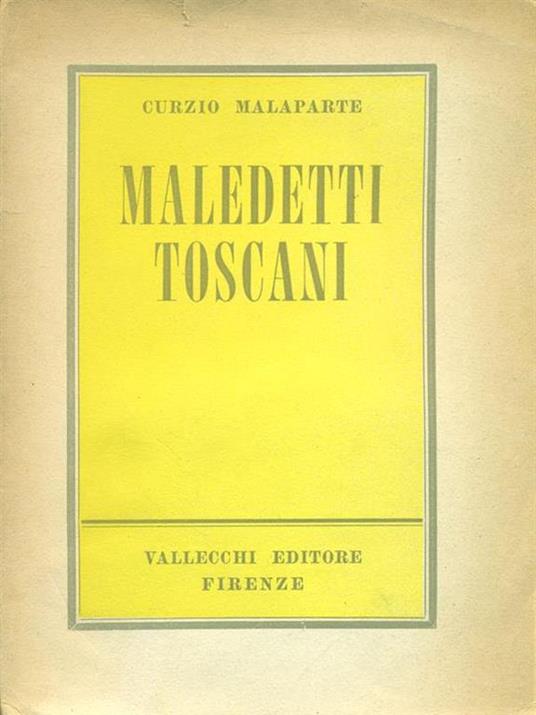 CURZIO MALAPARTE
MALEDETTI
TOSCANI
VALLECCHI EDITORE
FIRENZE